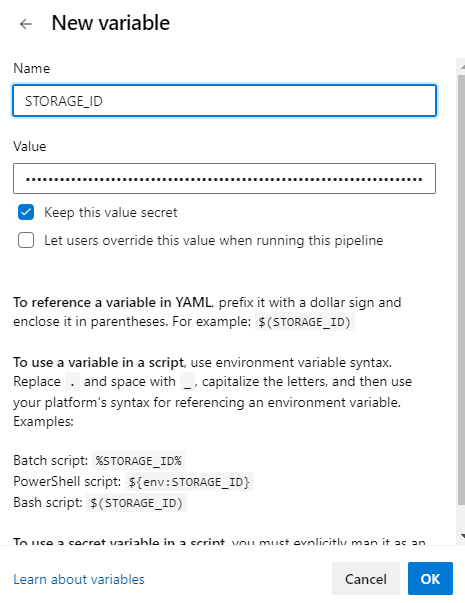 New variable
Name
STORAGE_ID
Value
••••••••••••••••••••••••••••••••••••••••••••••••••••••••••••••••••••••
Keep this value secret
Let users override this value when running this pipeline
To reference a variable in YAML, prefix it with a dollar sign and
enclose it in parentheses. For example: $(STORAGE_ID)
To use a variable in a script, use environment variable syntax.
Replace . and space with _, capitalize the letters, and then use
your platform's syntax for referencing an environment variable.
Examples:
Batch script: %STORAGE_ID%
PowerShell script: ${env:STORAGE_ID}
Bash script: $(STORAGE_ID)
To use a secret variable in a script, you must explicitly map it as an
Learn about variables
Cancel
OK